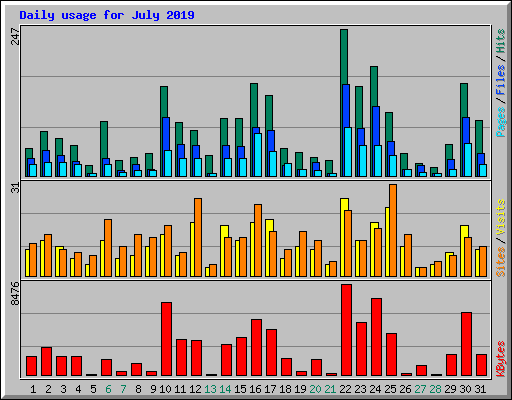 Daily usage for July 2019
247
Pages / Files / Hits
31
Sites / Visits
8476
KBytes
1 2 3 4 5 6 7 8 9 10 11 12 13 14 15 16 17 18 19 20 21 22 23 24 25 26 27 28 29 30 31